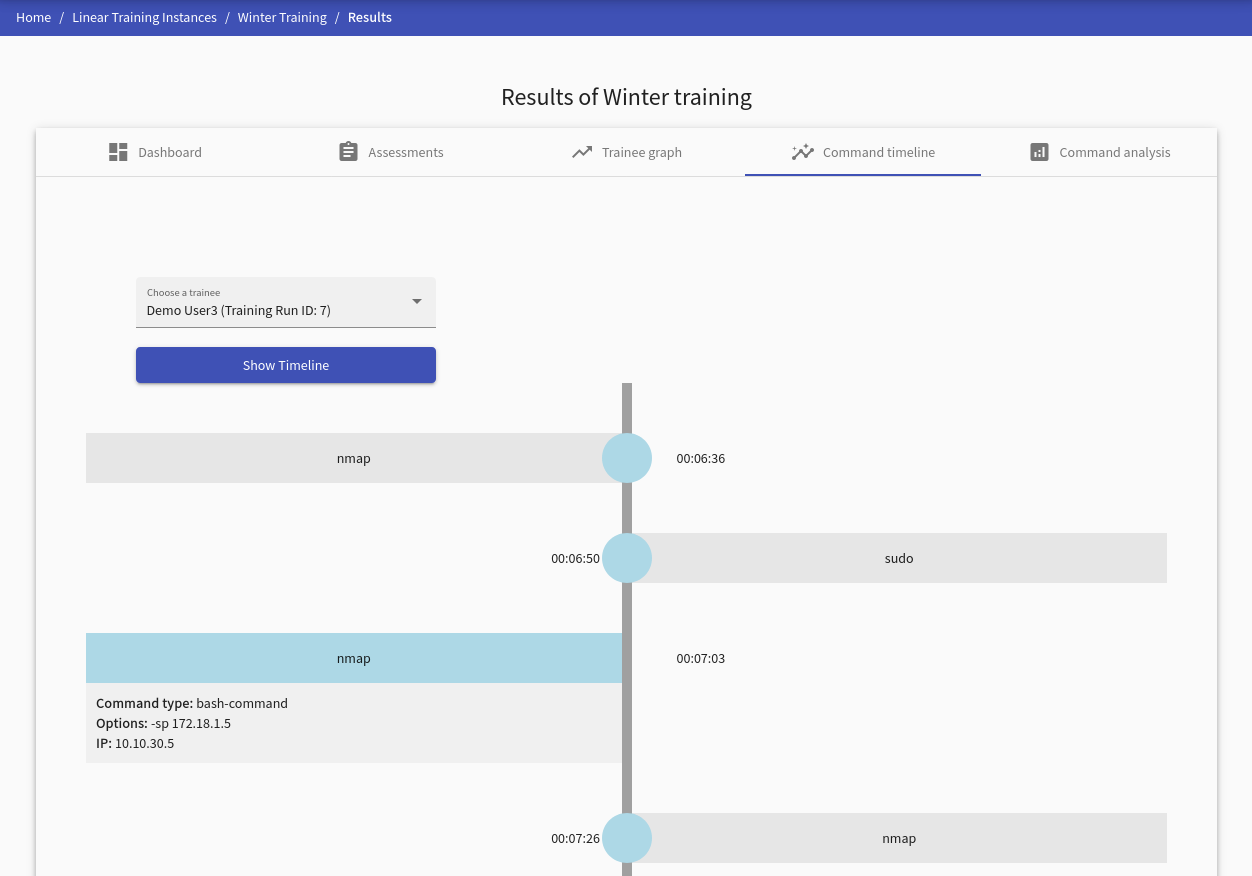 Home / Linear Training Instances / Winter Training / Results
Results of Winter training
Dashboard Assessments Trainee graph Command timeline Command analysis
Choose a trainee
Demo User3 (Training Run ID: 7)
Show Timeline
nmap 00:06:36
00:06:50 sudo
nmap 00:07:03
Command type: bash-command
Options: -sp 172.18.1.5
IP: 10.10.30.5
00:07:26 nmap